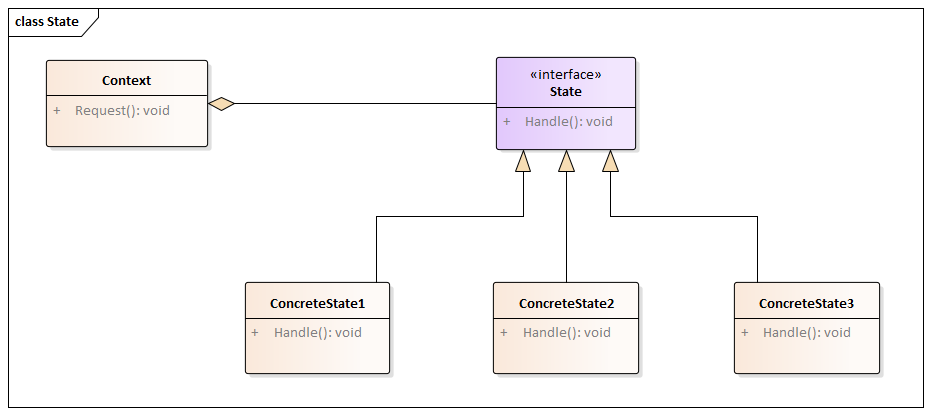 class State
Context
+ Request(): void
«interface»
State
+ Handle(): void
ConcreteState1
+ Handle(): void
ConcreteState2
+ Handle(): void
ConcreteState3
+ Handle(): void